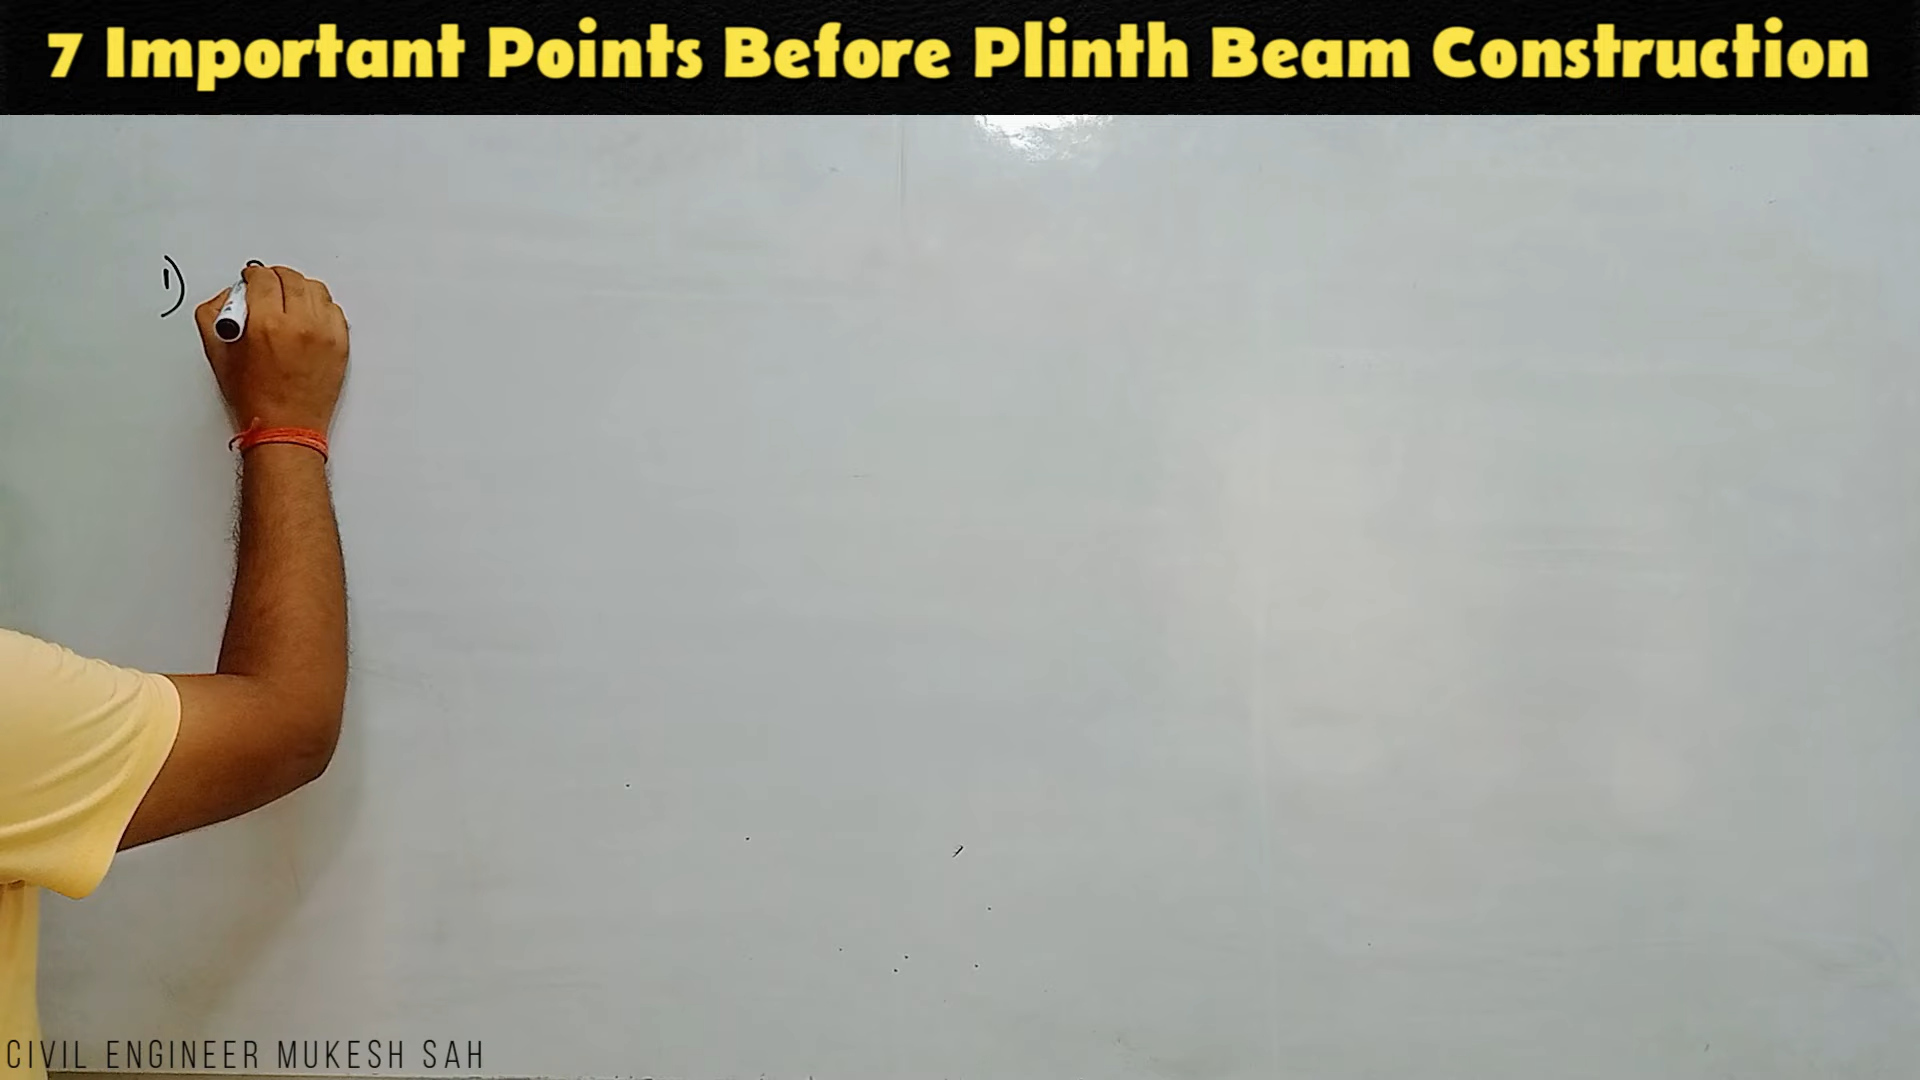 7 Important Points Before Plinth Beam Construction
1)
CIVIL ENGINEER MUKESH SAH